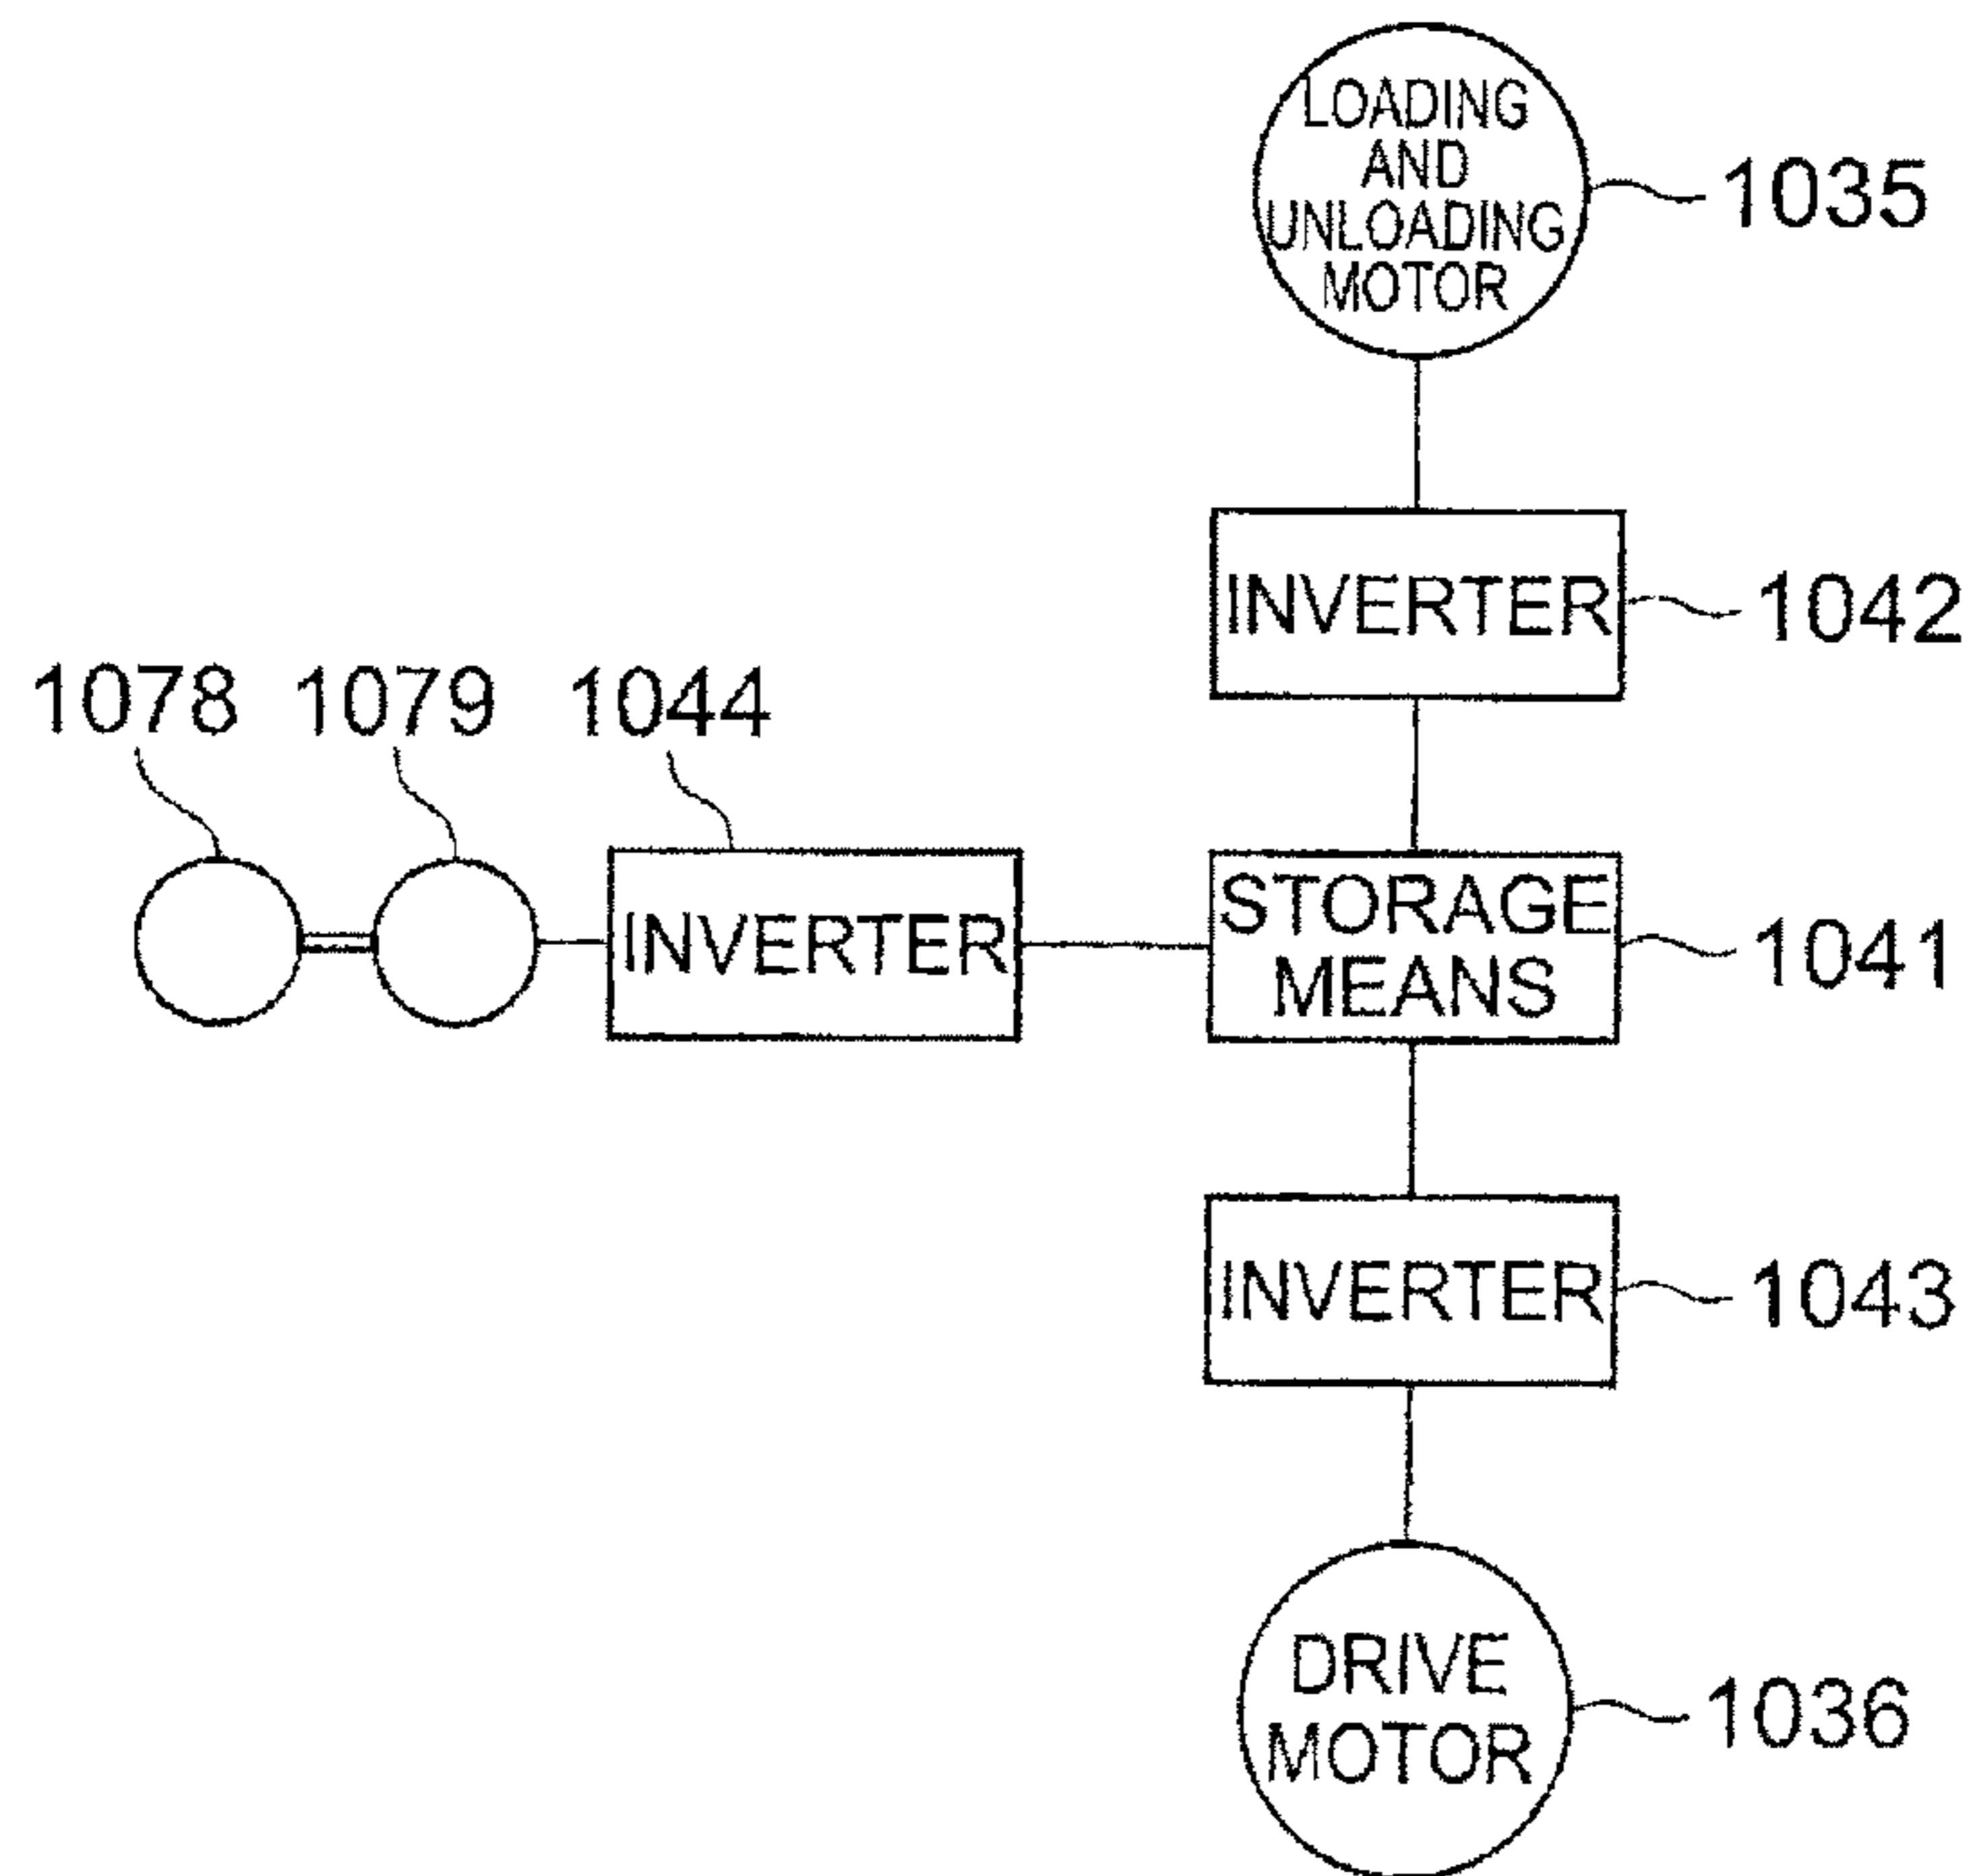 LOADING
AND
UNLOADING
MOTOR
1035
INVERTER
1042
1078 1079 1044
INVERTER
STORAGE
MEANS
1041
INVERTER
1043
DRIVE
MOTOR
1036